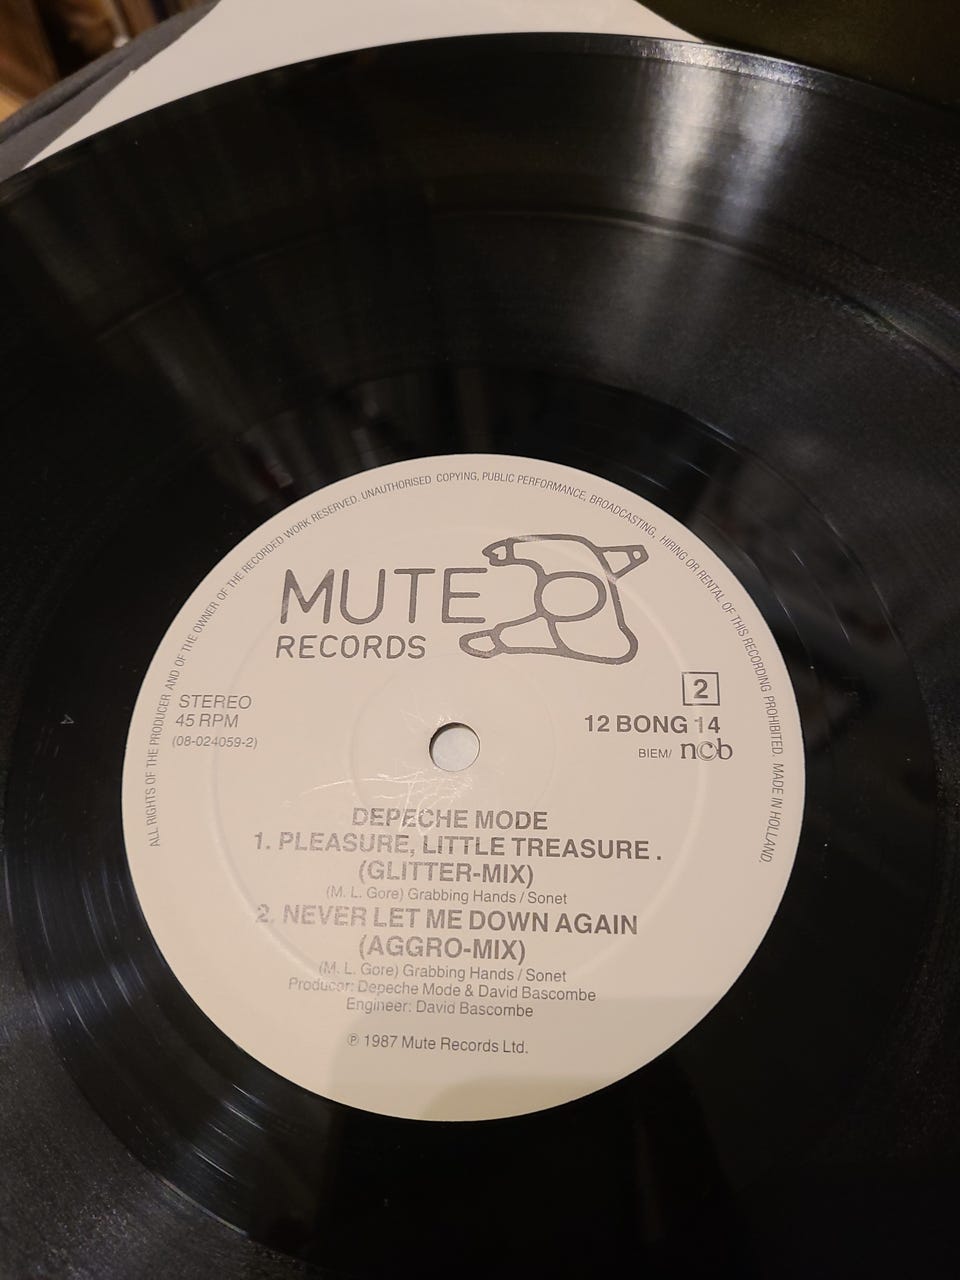 ALL RIGHTS OF THE PRODUCER AND OF THE OWNER OF THE RECORDED WORK RESERVED. UNAUTHORISED COPYING, PUBLIC PERFORMANCE, BROADCASTING, HIRING OR RENTAL OF THIS RECORDING PROHIBITED. MADE IN HOLLAND.
MUTE
RECORDS
STEREO
45 RPM
(08-024059-2)
2
12 BONG 14
BIEM/ ncb
DEPECHE MODE
1. PLEASURE, LITTLE TREASURE .
(GLITTER-MIX)
(M. L. Gore) Grabbing Hands / Sonet
2. NEVER LET ME DOWN AGAIN
(AGGRO-MIX)
(M. L. Gore) Grabbing Hands / Sonet
Producer: Depeche Mode & David Bascombe
Engineer: David Bascombe
℗ 1987 Mute Records Ltd.